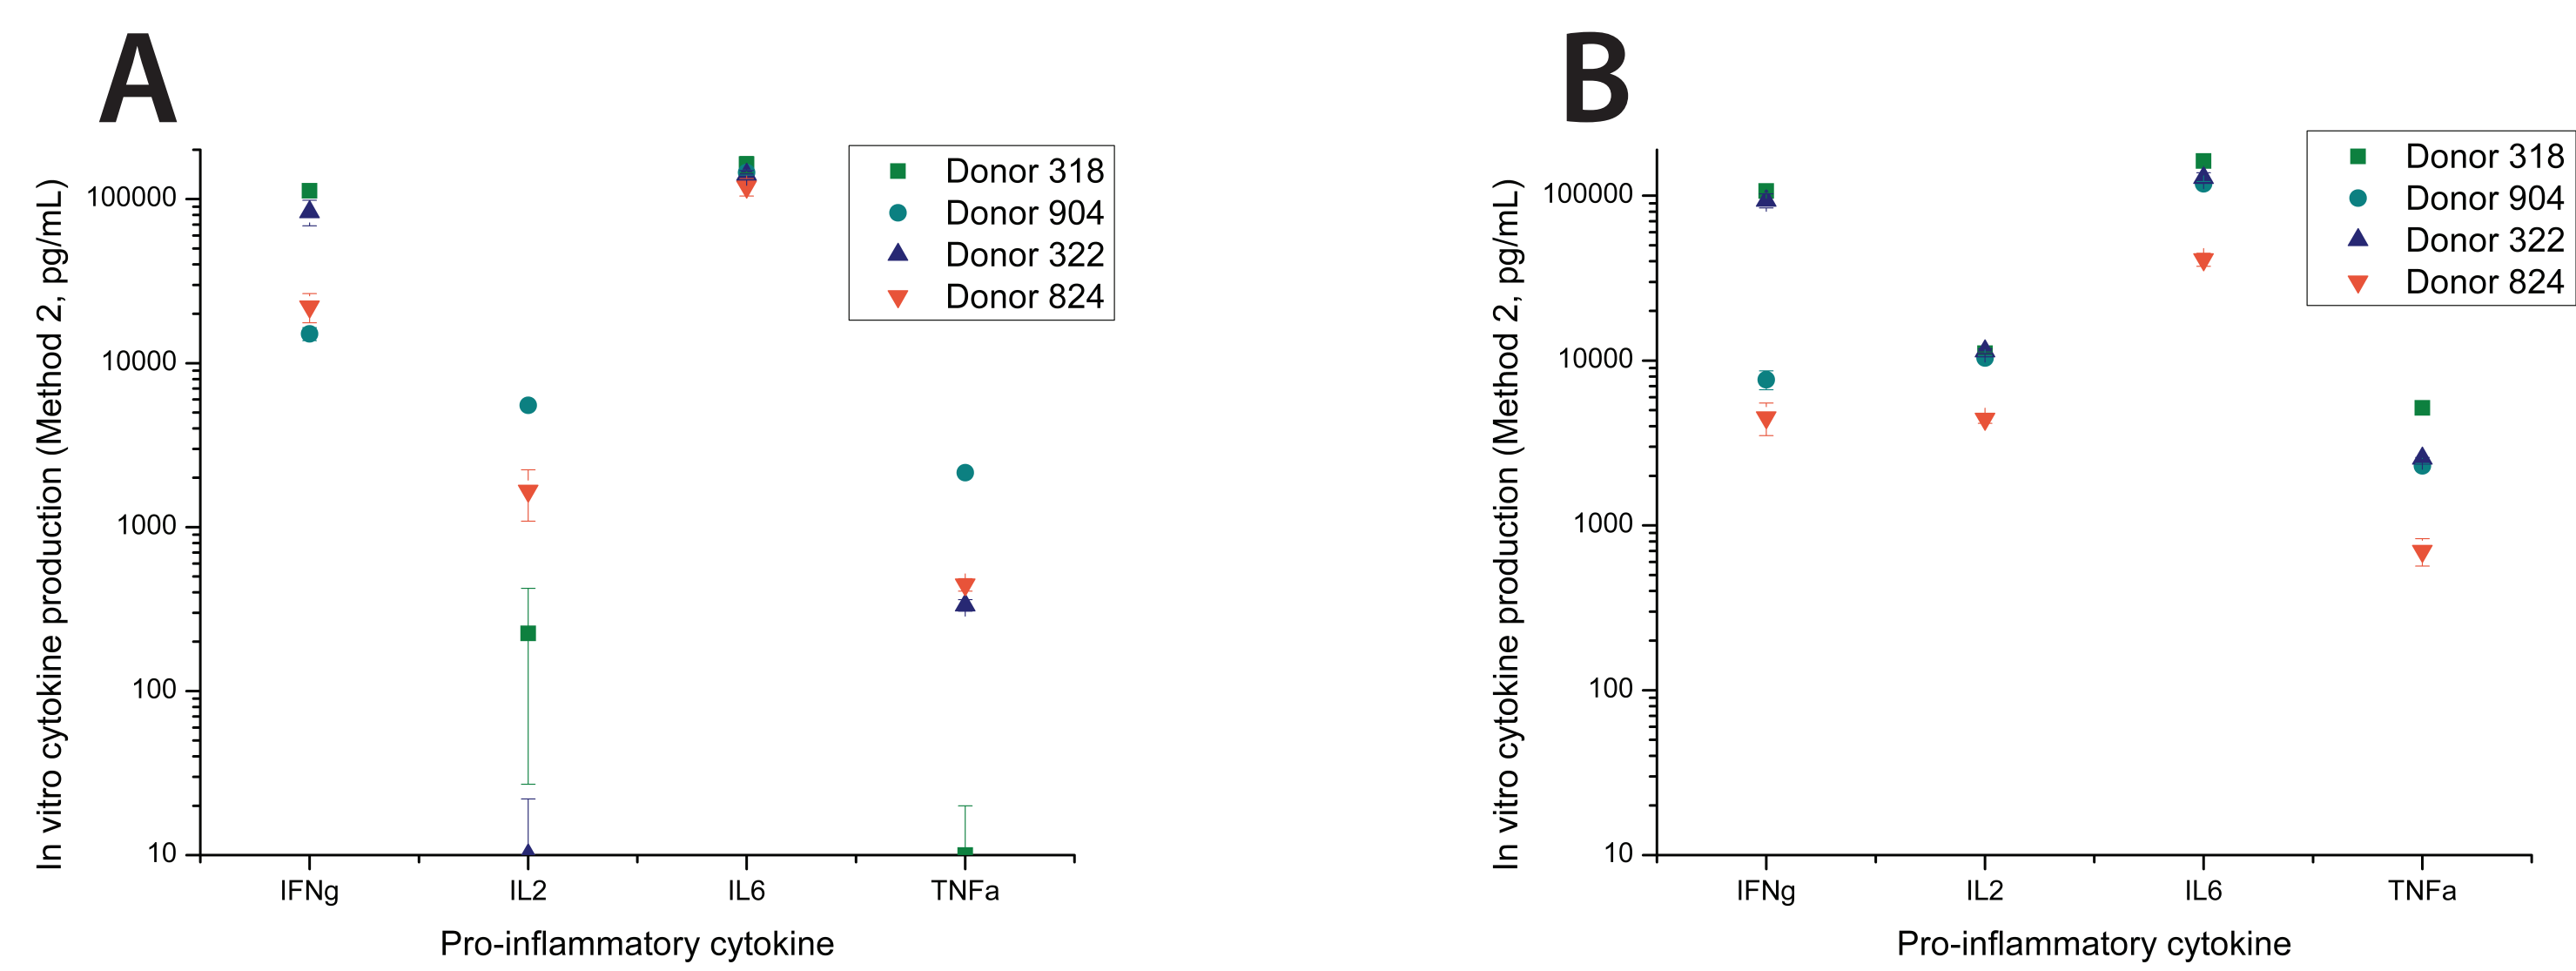 A
In vitro cytokine production (Method 2, pg/mL)
100000
10000
1000
100
10
IFNg
IL2
IL6
TNFa
Pro-inflammatory cytokine
Donor 318
Donor 904
Donor 322
Donor 824
B
In vitro cytokine production (Method 2, pg/mL)
100000
10000
1000
100
10
IFNg
IL2
IL6
TNFa
Pro-inflammatory cytokine
Donor 318
Donor 904
Donor 322
Donor 824